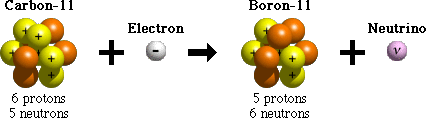 Carbon-11
Electron
Boron-11
Neutrino
+ + + +
-
+ + + +
ν
6 protons
5 neutrons
5 protons
6 neutrons